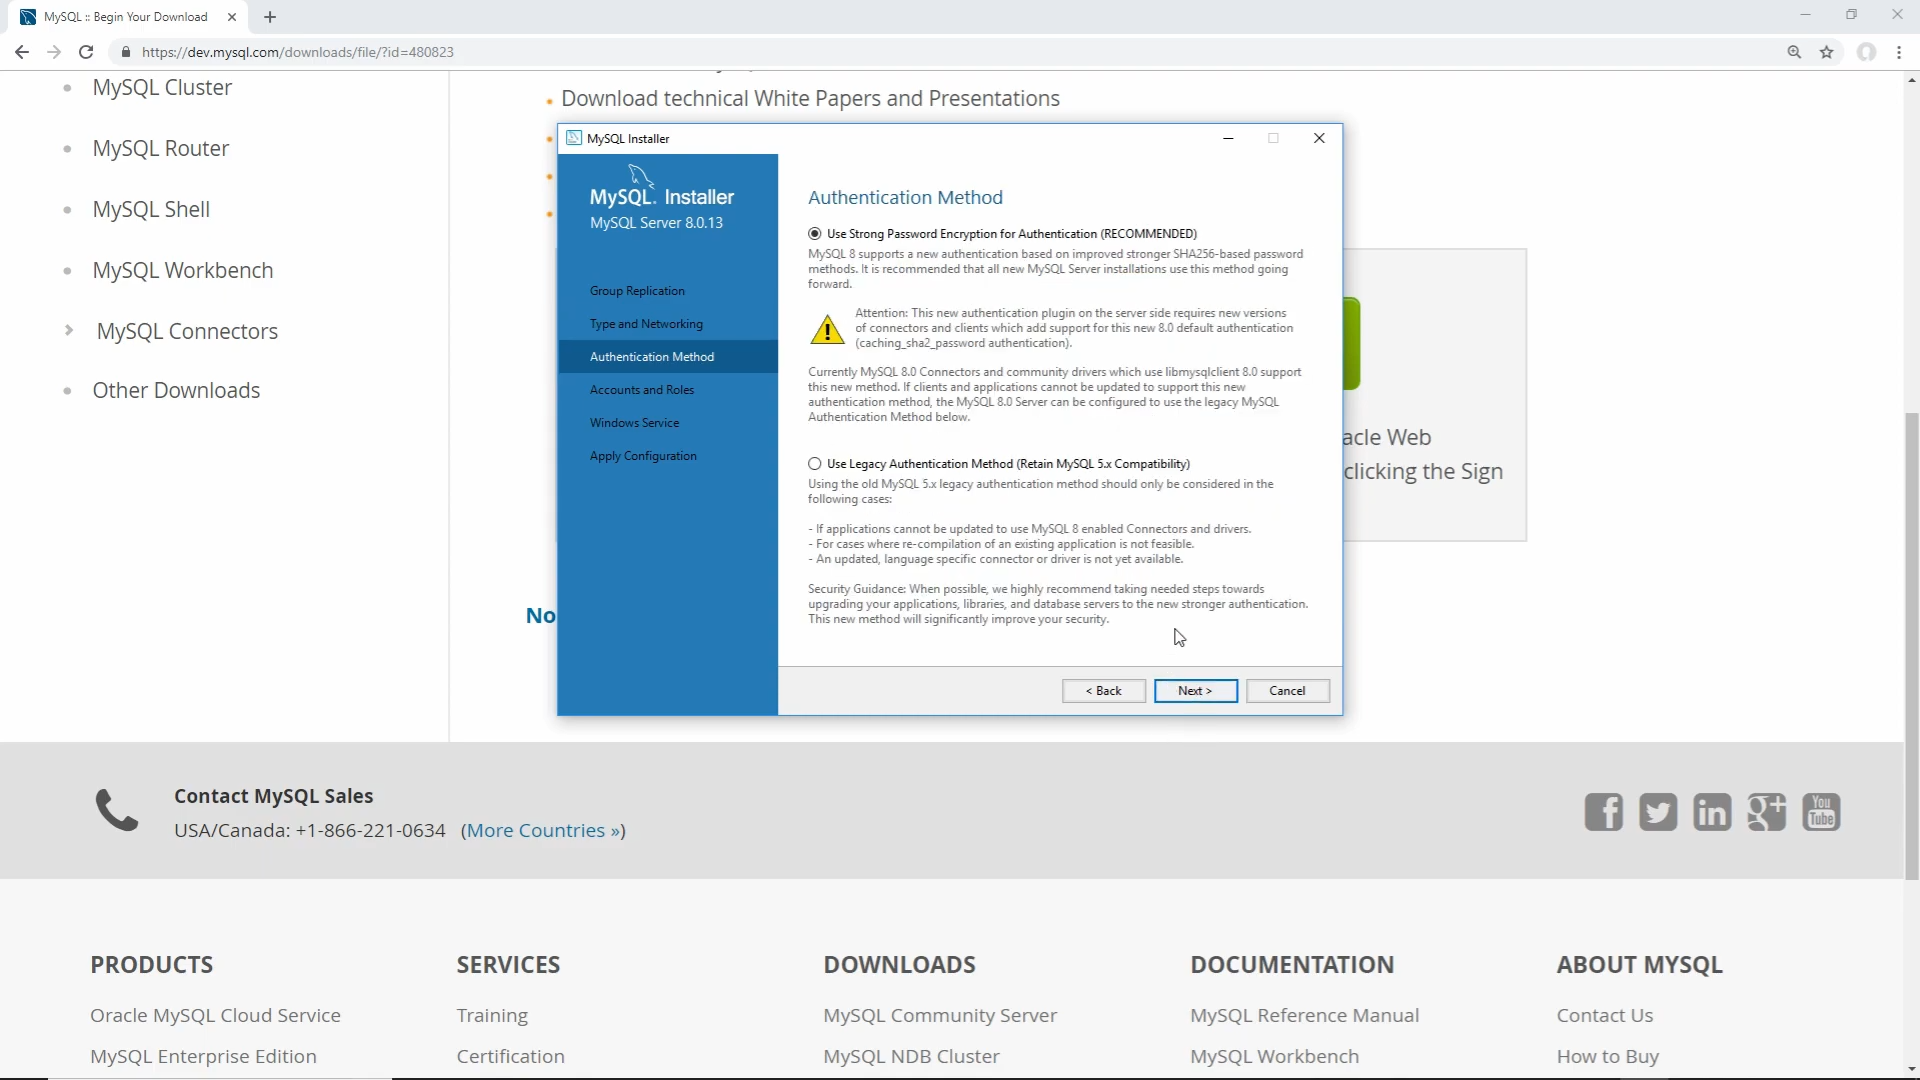 MySQL :: Begin Your Download
https://dev.mysql.com/downloads/file/?id=480823
MySQL Cluster
MySQL Router
MySQL Shell
MySQL Workbench
MySQL Connectors
Other Downloads
Download technical White Papers and Presentations
MySQL Installer
MySQL. Installer
MySQL Server 8.0.13
Group Replication
Type and Networking
Authentication Method
Accounts and Roles
Windows Service
Apply Configuration
Authentication Method
Use Strong Password Encryption for Authentication (RECOMMENDED)
MySQL 8 supports a new authentication based on improved stronger SHA256-based password
methods. It is recommended that all new MySQL Server installations use this method going
forward.
Attention: This new authentication plugin on the server side requires new versions
of connectors and clients which add support for this new 8.0 default authentication
(caching_sha2_password authentication).
Currently MySQL 8.0 Connectors and community drivers which use libmysqlclient 8.0 support
this new method. If clients and applications cannot be updated to support this new
authentication method, the MySQL 8.0 Server can be configured to use the legacy MySQL
Authentication Method below.
Use Legacy Authentication Method (Retain MySQL 5.x Compatibility)
Using the old MySQL 5.x legacy authentication method should only be considered in the
following cases:
- If applications cannot be updated to use MySQL 8 enabled Connectors and drivers.
- For cases where re-compilation of an existing application is not feasible.
- An updated, language specific connector or driver is not yet available.
Security Guidance: When possible, we highly recommend taking needed steps towards
upgrading your applications, libraries, and database servers to the new stronger authentication.
This new method will significantly improve your security.
< Back
Next >
Cancel
acle Web
clicking the Sign
No
Contact MySQL Sales
USA/Canada: +1-866-221-0634 (More Countries »)
f
in
g+
You
Tube
PRODUCTS
Oracle MySQL Cloud Service
MySQL Enterprise Edition
SERVICES
Training
Certification
DOWNLOADS
MySQL Community Server
MySQL NDB Cluster
DOCUMENTATION
MySQL Reference Manual
MySQL Workbench
ABOUT MYSQL
Contact Us
How to Buy